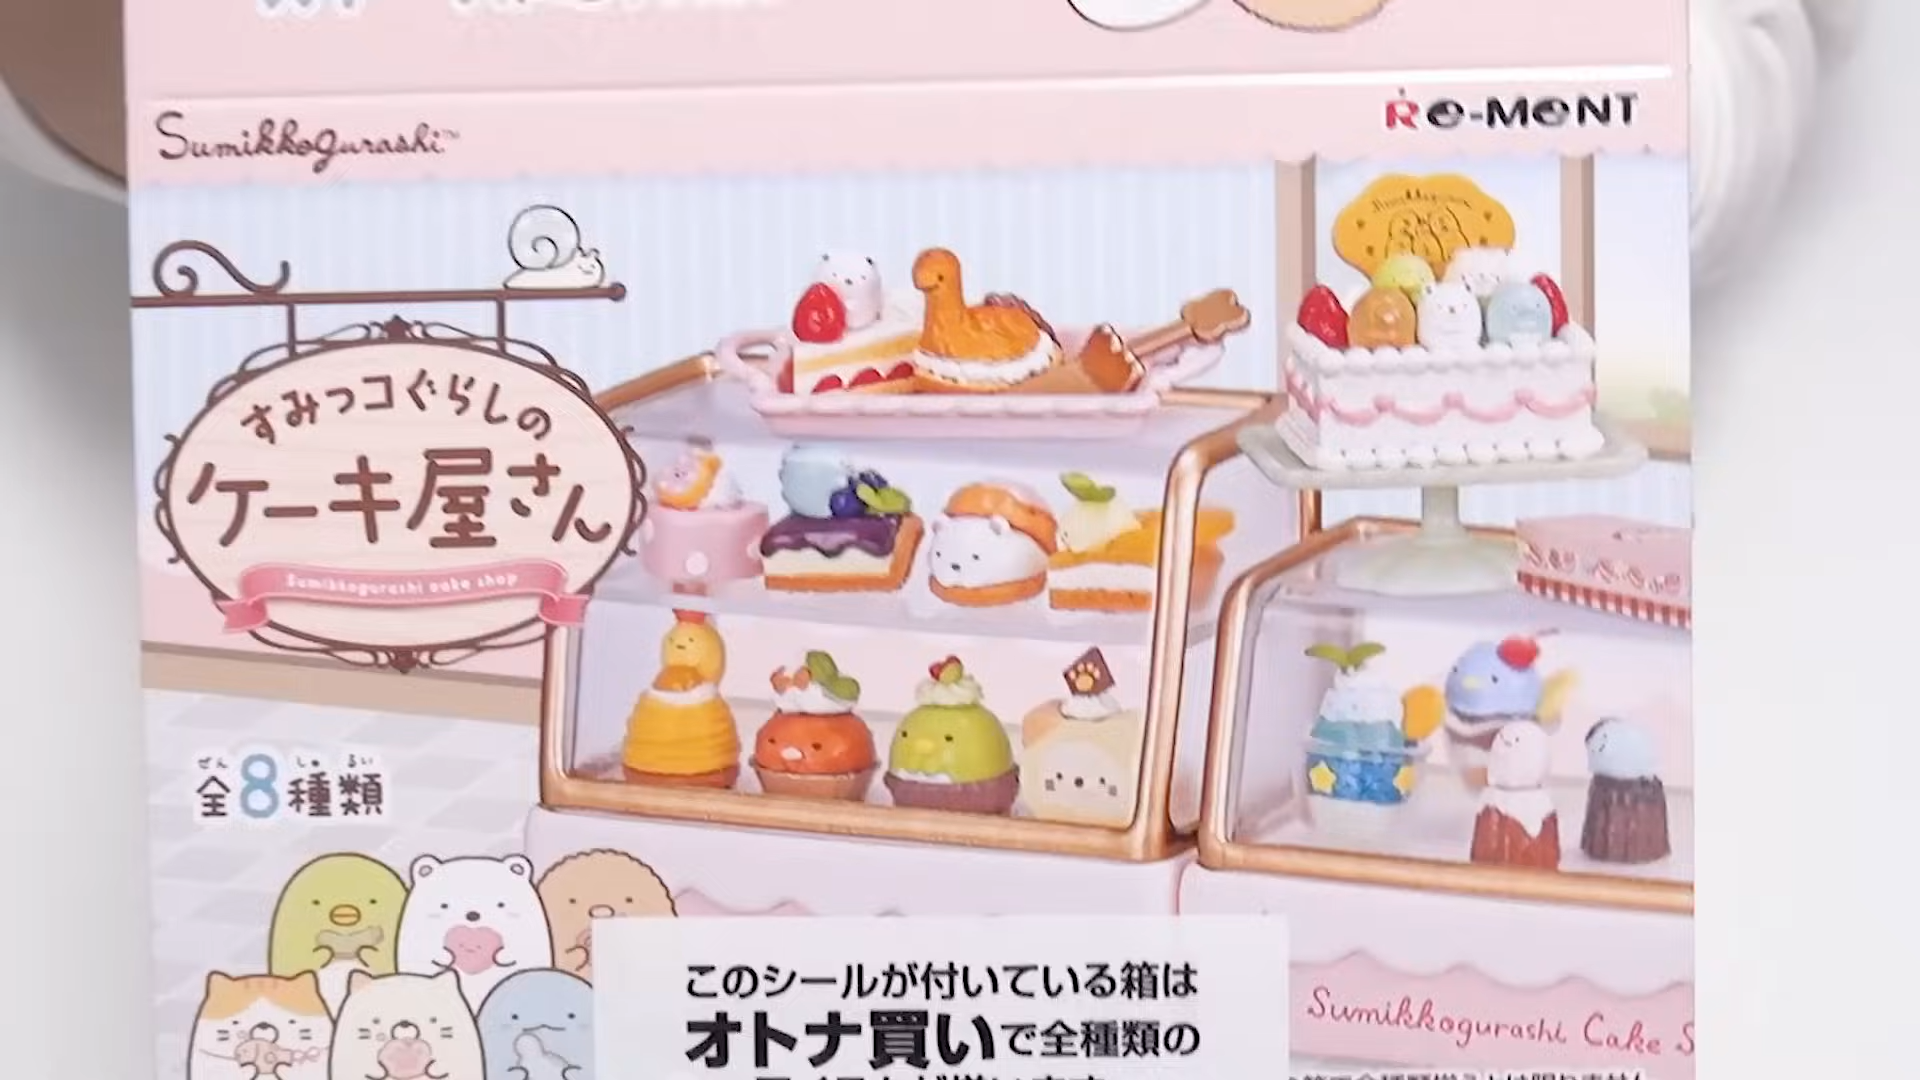 Sumikkogurashi™
Re-MeNT
すみっコぐらしの
ケーキ屋さん
Sumikkogurashi cake shop
ぜん しゅ るい
全8種類
このシールが付いている箱は
オトナ買いで全種類の
Sumikkogurashi Cake